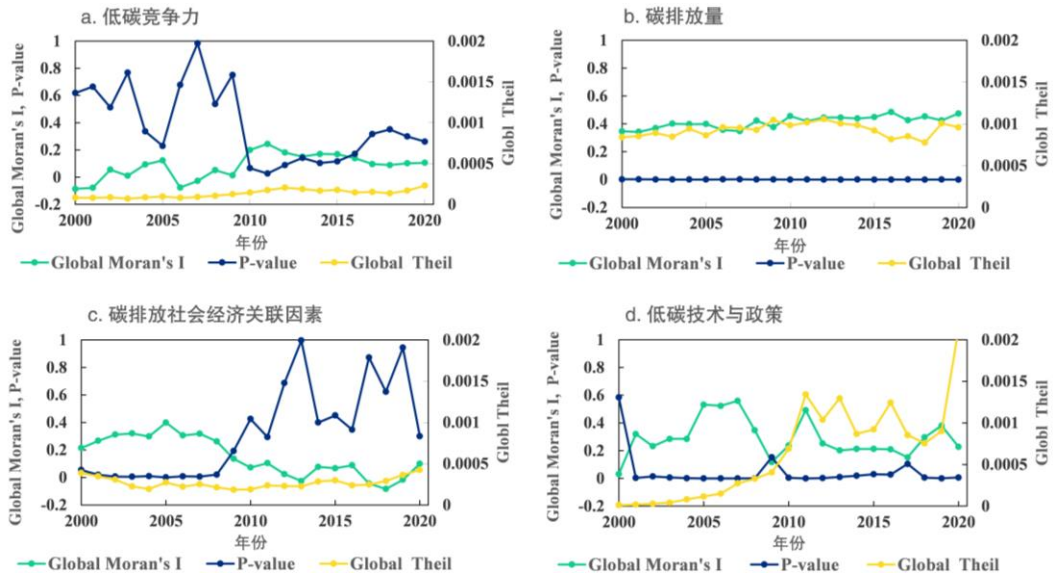 a. 低碳竞争力
Global Moran's I, P-value
1
0.8
0.6
0.4
0.2
0
-0.2
0.002
0.0015
0.001
0.0005
0
Globl Theil
2000 2005 2010 2015 2020
年份
Global Moran's I P-value Global Theil
b. 碳排放量
Global Moran's I, P-value
1
0.8
0.6
0.4
0.2
0
-0.2
0.002
0.0015
0.001
0.0005
0
Globl Theil
2000 2005 2010 2015 2020
年份
Global Moran's I P-value Global Theil
c. 碳排放社会经济关联因素
Global Moran's I, P-value
1
0.8
0.6
0.4
0.2
0
-0.2
0.002
0.0015
0.001
0.0005
0
Globl Theil
2000 2005 2010 2015 2020
年份
Global Moran's I P-value Global Theil
d. 低碳技术与政策
Global Moran's I, P-value
1
0.8
0.6
0.4
0.2
0
-0.2
0.002
0.0015
0.001
0.0005
0
Globl Theil
2000 2005 2010 2015 2020
年份
Global Moran's I P-value Global Theil